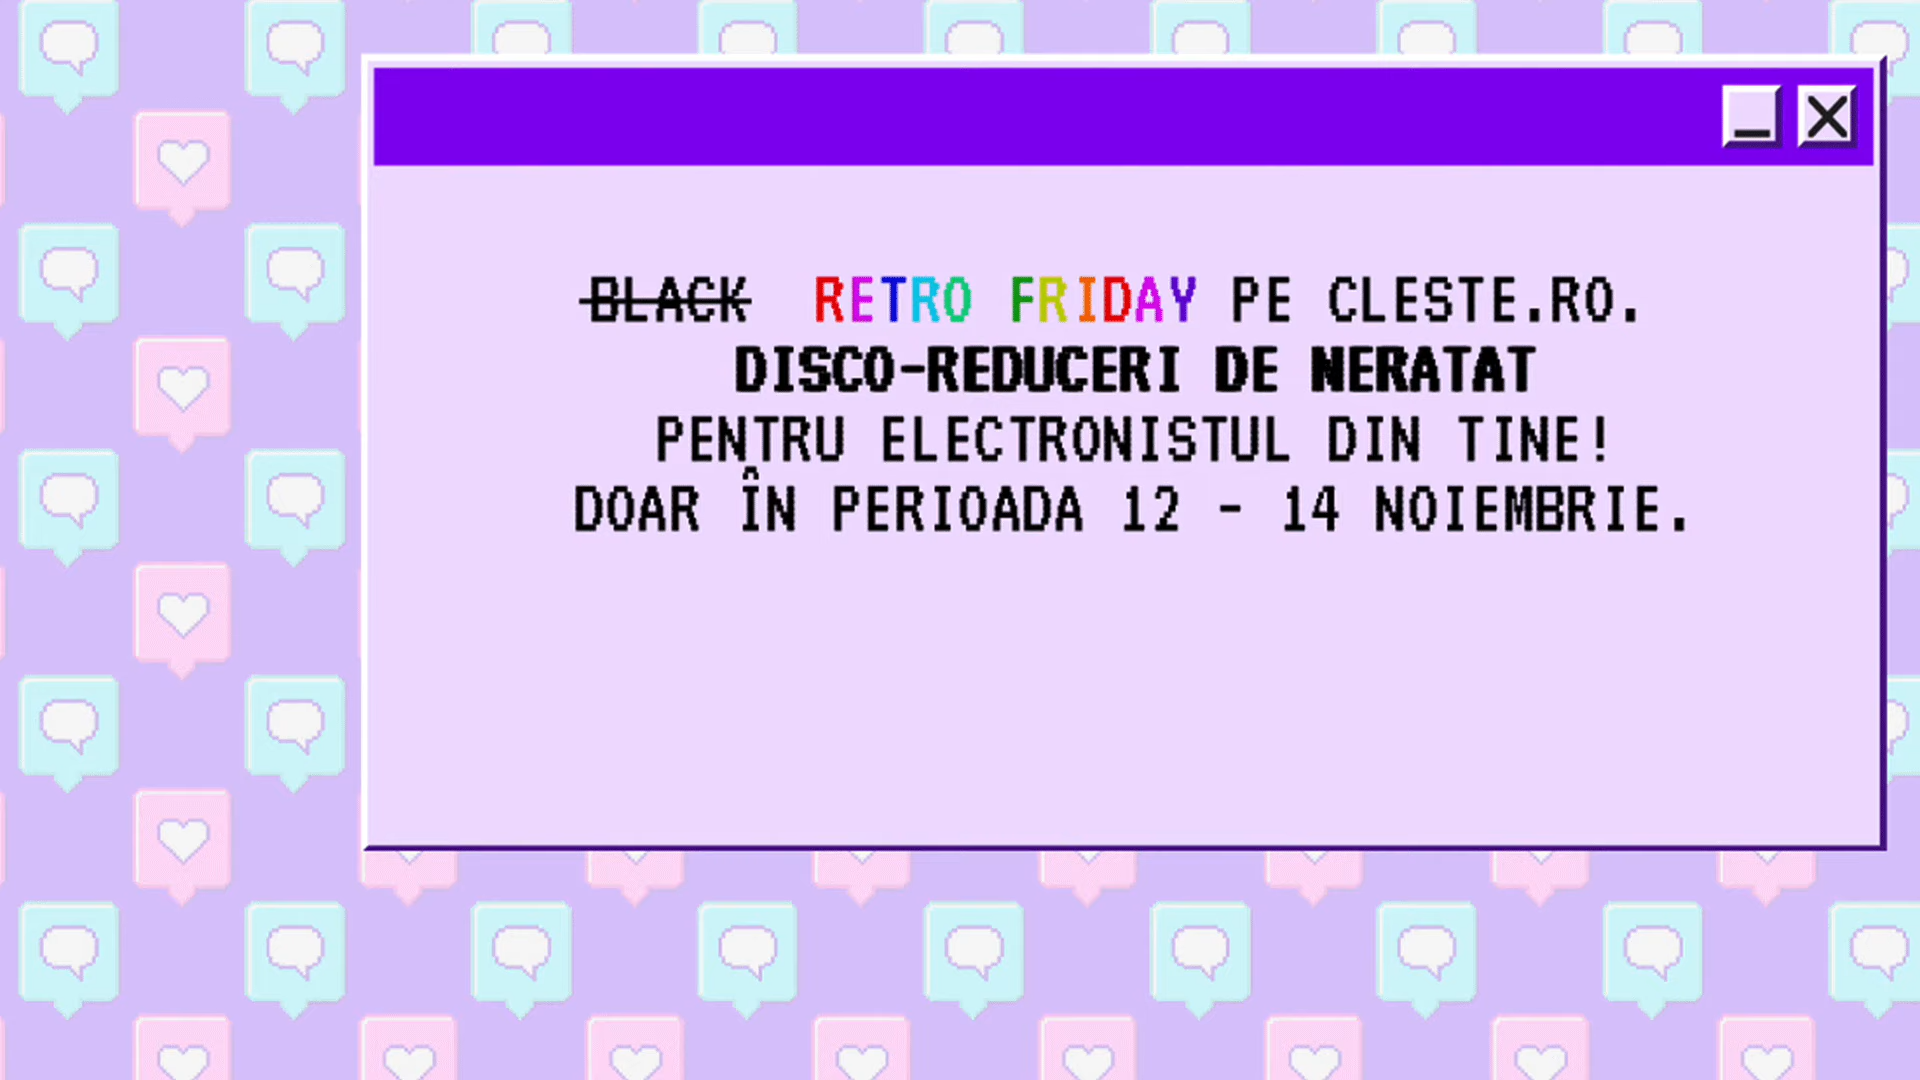 BLACK RETRO FRIDAY PE CLESTE.RO.
DISCO-REDUCERI DE NERATAT
PENTRU ELECTRONISTUL DIN TINE!
DOAR ÎN PERIOADA 12 - 14 NOIEMBRIE.